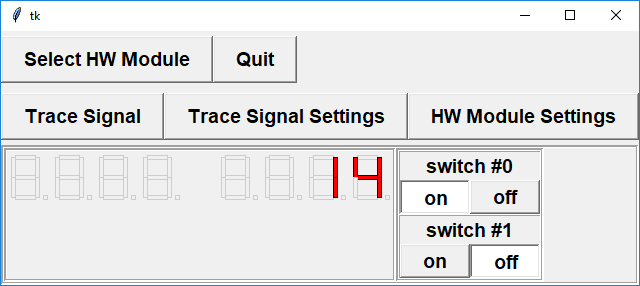 tk
Select HW Module Quit
Trace Signal Trace Signal Settings HW Module Settings
14
switch #0
on off
switch #1
on off